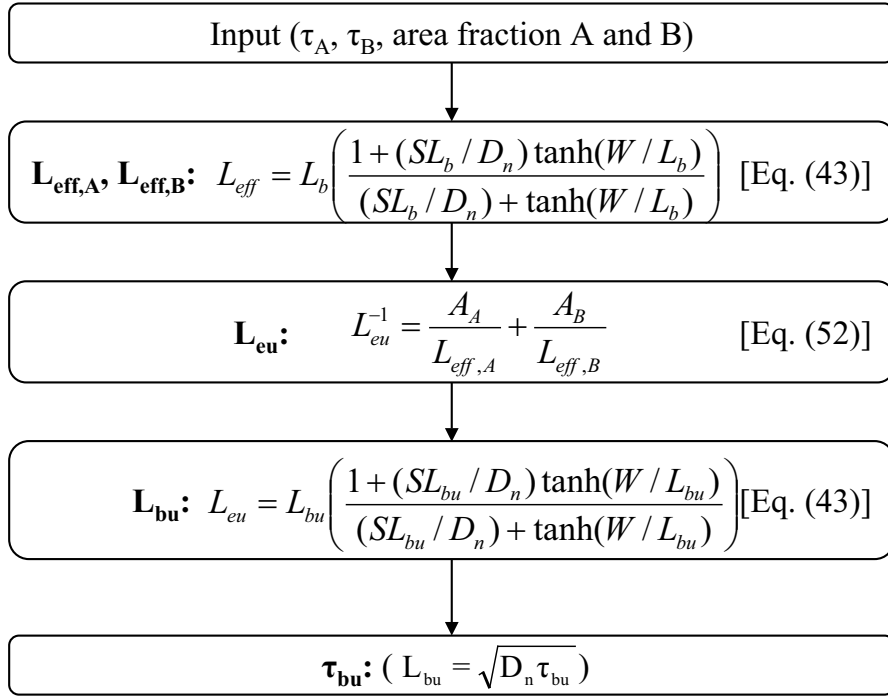 Input (τ_A, τ_B, area fraction A and B)
L_eff,A, L_eff,B: L_eff = L_b( (1 + (SL_b / D_n) tanh(W / L_b)) / ((SL_b / D_n) + tanh(W / L_b)) ) [Eq. (43)]
L_eu: L_eu^-1 = A_A / L_eff,A + A_B / L_eff,B [Eq. (52)]
L_bu: L_eu = L_bu( (1 + (SL_bu / D_n) tanh(W / L_bu)) / ((SL_bu / D_n) + tanh(W / L_bu)) ) [Eq. (43)]
τ_bu: ( L_bu = √(D_n τ_bu) )